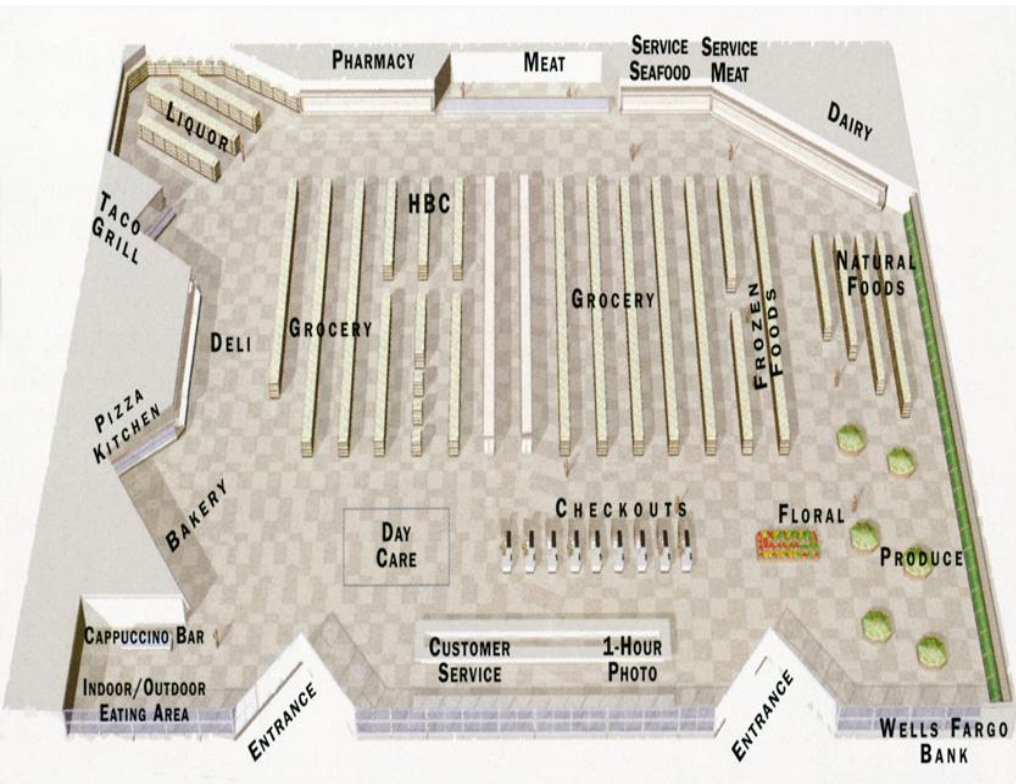 PHARMACY
MEAT
SERVICE
SEAFOOD
SERVICE
MEAT
DAIRY
LIQUOR
TACO
GRILL
HBC
NATURAL
FOODS
GROCERY
GROCERY
FROZEN
FOODS
DELI
PIZZA
KITCHEN
BAKERY
CHECKOUTS
FLORAL
DAY
CARE
PRODUCE
CAPPUCCINO BAR
CUSTOMER
SERVICE
1-HOUR
PHOTO
INDOOR/OUTDOOR
EATING AREA
ENTRANCE
ENTRANCE
WELLS FARGO
BANK